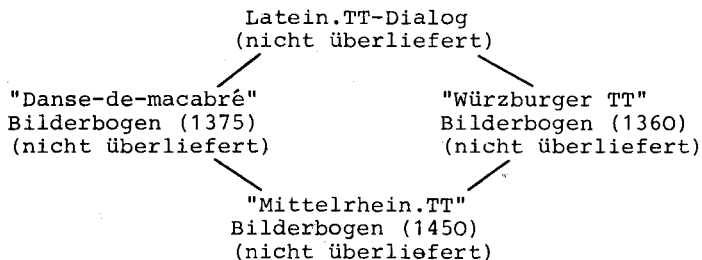 Latein.TT-Dialog
(nicht überliefert)
"Danse-de-macabré"
Bilderbogen (1375)
(nicht überliefert)
"Würzburger TT"
Bilderbogen (1360)
(nicht überliefert)
"Mittelrhein.TT"
Bilderbogen (1450)
(nicht überliefert)